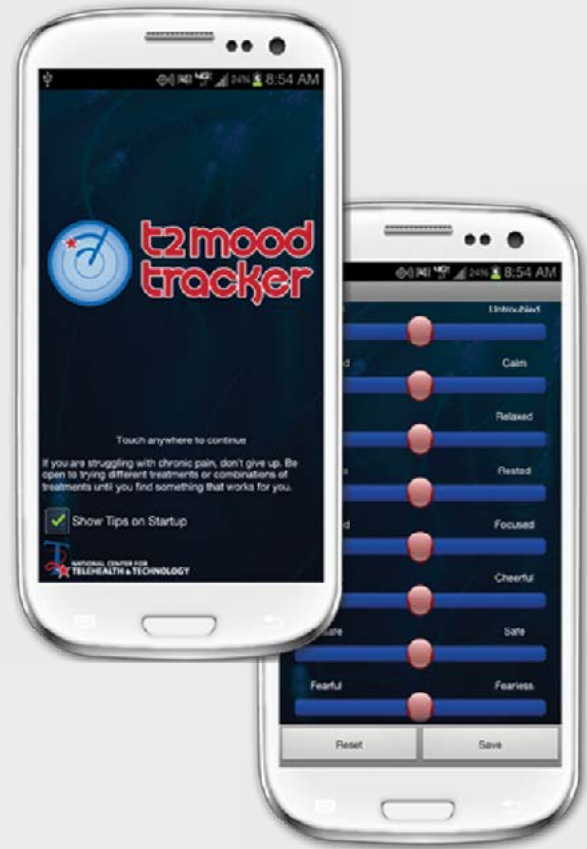 24% 8:54 AM
t2 mood
tracker
Touch anywhere to continue
If you are struggling with chronic pain, don't give up. Be
open to trying different treatments or combinations of
treatments until you find something that works for you.
Show Tips on Startup
T2
NATIONAL CENTER FOR
TELEHEALTH & TECHNOLOGY
24% 8:54 AM
Untroubled
Calm
Relaxed
Rested
Focused
Cheerful
Safe
Fearful Fearless
Reset Save